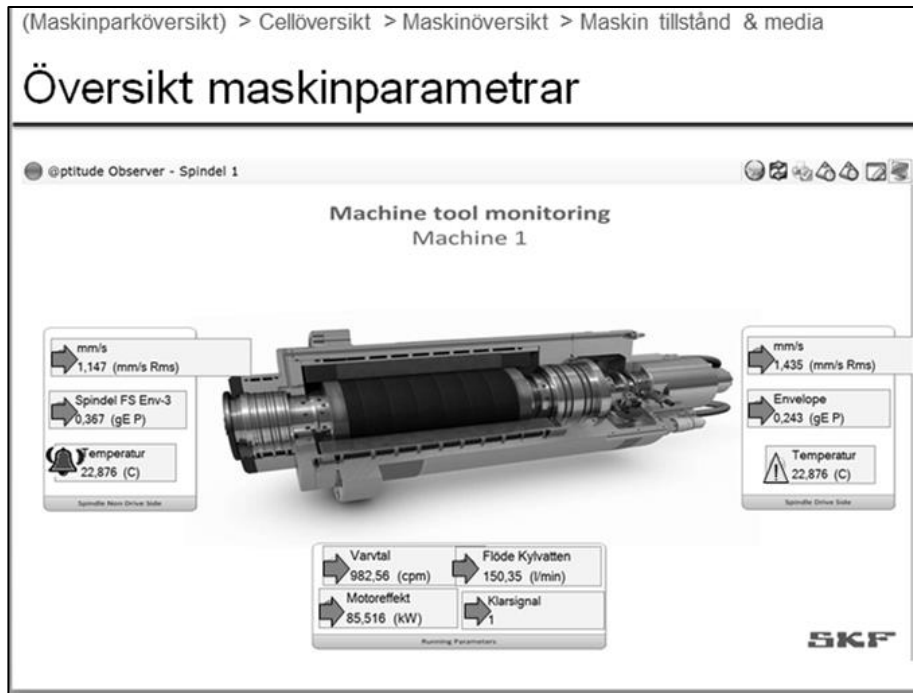 (Maskinparköversikt) > Cellöversikt > Maskinöversikt > Maskin tillstånd & media
Översikt maskinparametrar
@ptitude Observer - Spindel 1
Machine tool monitoring
Machine 1
mm/s
1,147 (mm/s Rms)
Spindel FS Env-3
0,367 (gE P)
Temperatur
22,876 (C)
Spindle Non Drive Side
mm/s
1,435 (mm/s Rms)
Envelope
0,243 (gE P)
Temperatur
22,876 (C)
Spindle Drive Side
Varvtal
982,56 (cpm)
Flöde Kylvatten
150,35 (l/min)
Motoreffekt
85,516 (kW)
Klarsignal
1
Running Parameters
SKF